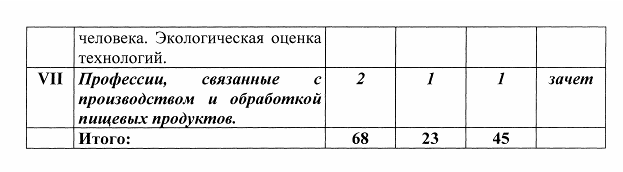 человека. Экологическая оценка
технологий.
VII Профессии, связанные с 2 1 1 зачет
производством и обработкой
пищевых продуктов.
Итого: 68 23 45